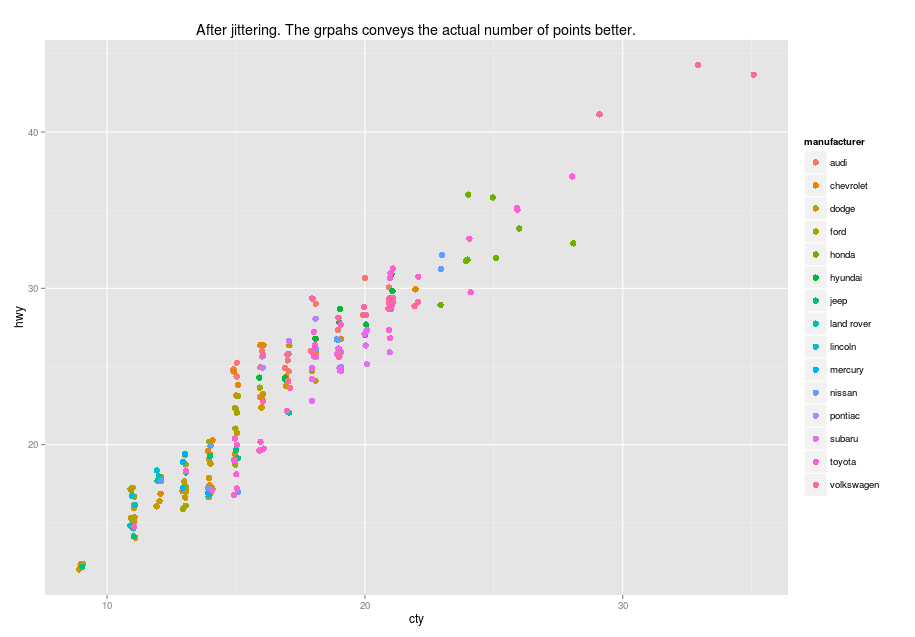 After jittering. The grpahs conveys the actual number of points better.
hwy
40
30
20
10
20
30
cty
manufacturer
audi
chevrolet
dodge
ford
honda
hyundai
jeep
land rover
lincoln
mercury
nissan
pontiac
subaru
toyota
volkswagen